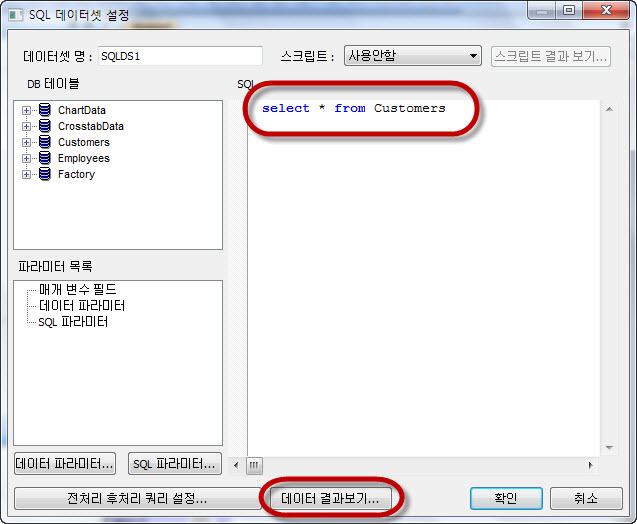 SQL 데이터셋 설정
데이터셋 명 : SQLDS1 스크립트 : 사용안함 스크립트 결과 보기...
DB 테이블 SQL
select * from Customers
ChartData
CrosstabData
Customers
Employees
Factory
파라미터 목록
매개 변수 필드
데이터 파라미터
SQL 파라미터
데이터 파라미터... SQL 파라미터...
전처리 후처리 쿼리 설정... 데이터 결과보기... 확인 취소